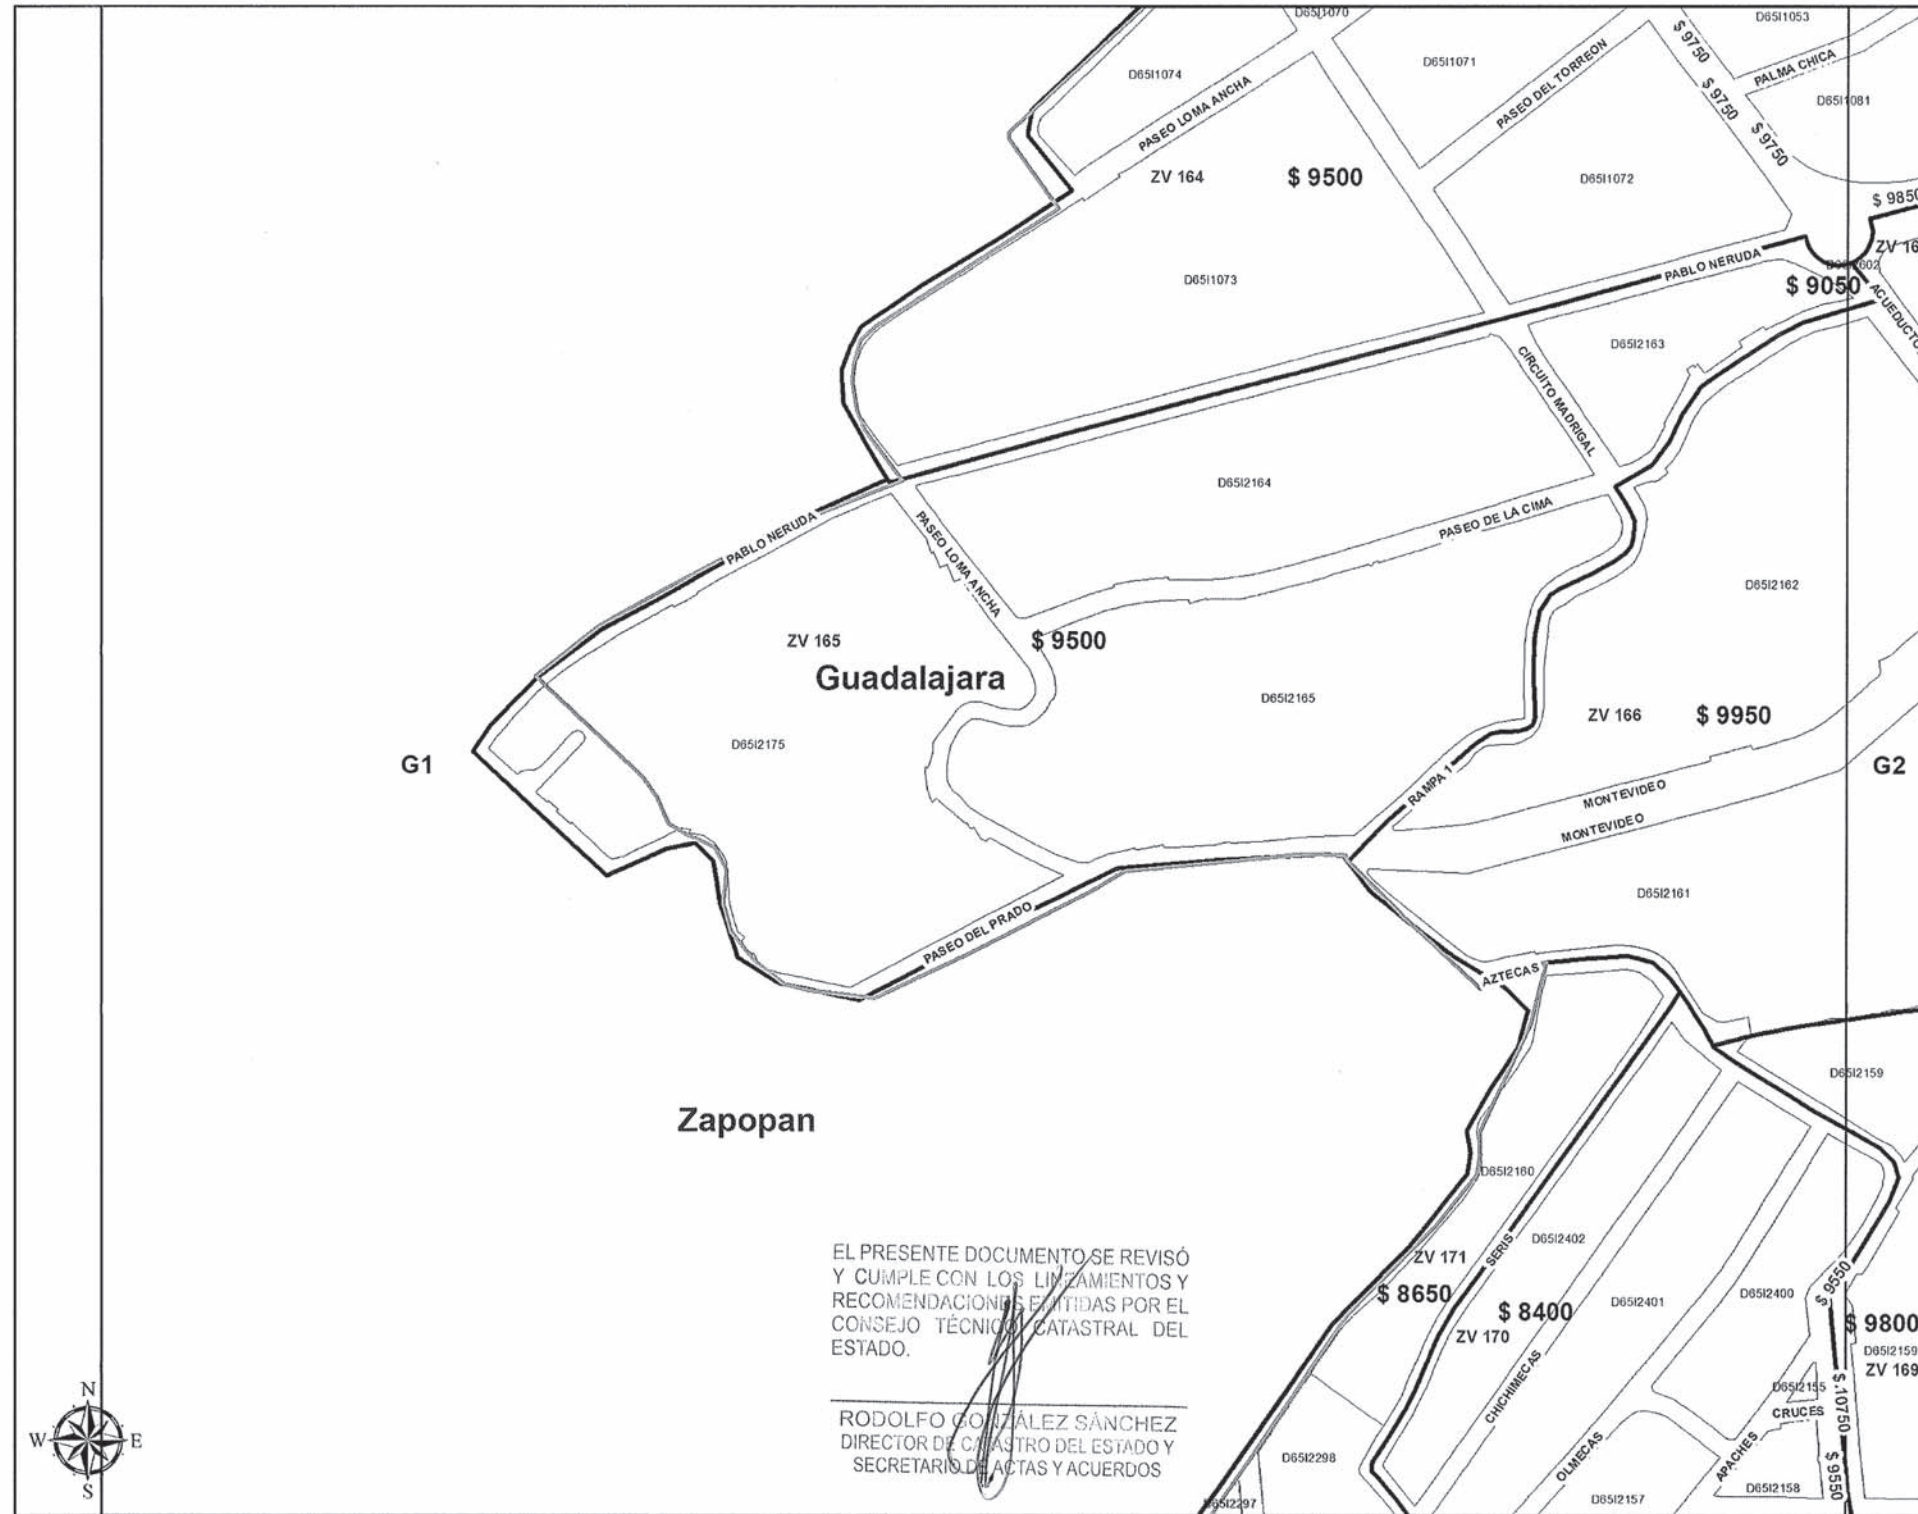 D65I1070
D65I1053
$ 9750
PALMA CHICA
D65I1074
D65I1071
PASEO DEL TORREON
$ 9750
D65I1081
PASEO LOMA ANCHA
$ 9750
ZV 164
$ 9500
D65I1072
$ 9850
ZV 16
PABLO NERUDA
D65I1073
$ 9050
ACUEDUCTO
D65I2163
CIRCUITO MADRIGAL
D65I2164
PASEO DE LA CIMA
PABLO NERUDA
PASEO LOMA ANCHA
D65I2162
ZV 165
$ 9500
Guadalajara
D65I2165
ZV 166
$ 9950
D65I2175
G1
G2
RAMPA 1
MONTEVIDEO
MONTEVIDEO
D65I2161
PASEO DEL PRADO
AZTECAS
D65I2159
Zapopan
D65I2160
EL PRESENTE DOCUMENTO SE REVISÓ
Y CUMPLE CON LOS LINEAMIENTOS Y
RECOMENDACIONES EMITIDAS POR EL
CONSEJO TÉCNICO CATASTRAL DEL
ESTADO.
ZV 171
SERIS
D65I2402
$ 8650
$ 8400
D65I2401
D65I2400
$ 9550
$ 9800
ZV 170
D65I2159
ZV 169
CHICHIMECAS
D65I2155
CRUCES
$ 10750
N
W
E
S
RODOLFO GONZÁLEZ SÁNCHEZ
DIRECTOR DE CATASTRO DEL ESTADO Y
SECRETARIO DE ACTAS Y ACUERDOS
D65I2298
OLMECAS
APACHES
D65I2158
$ 9550
D65I2157
D65I2297